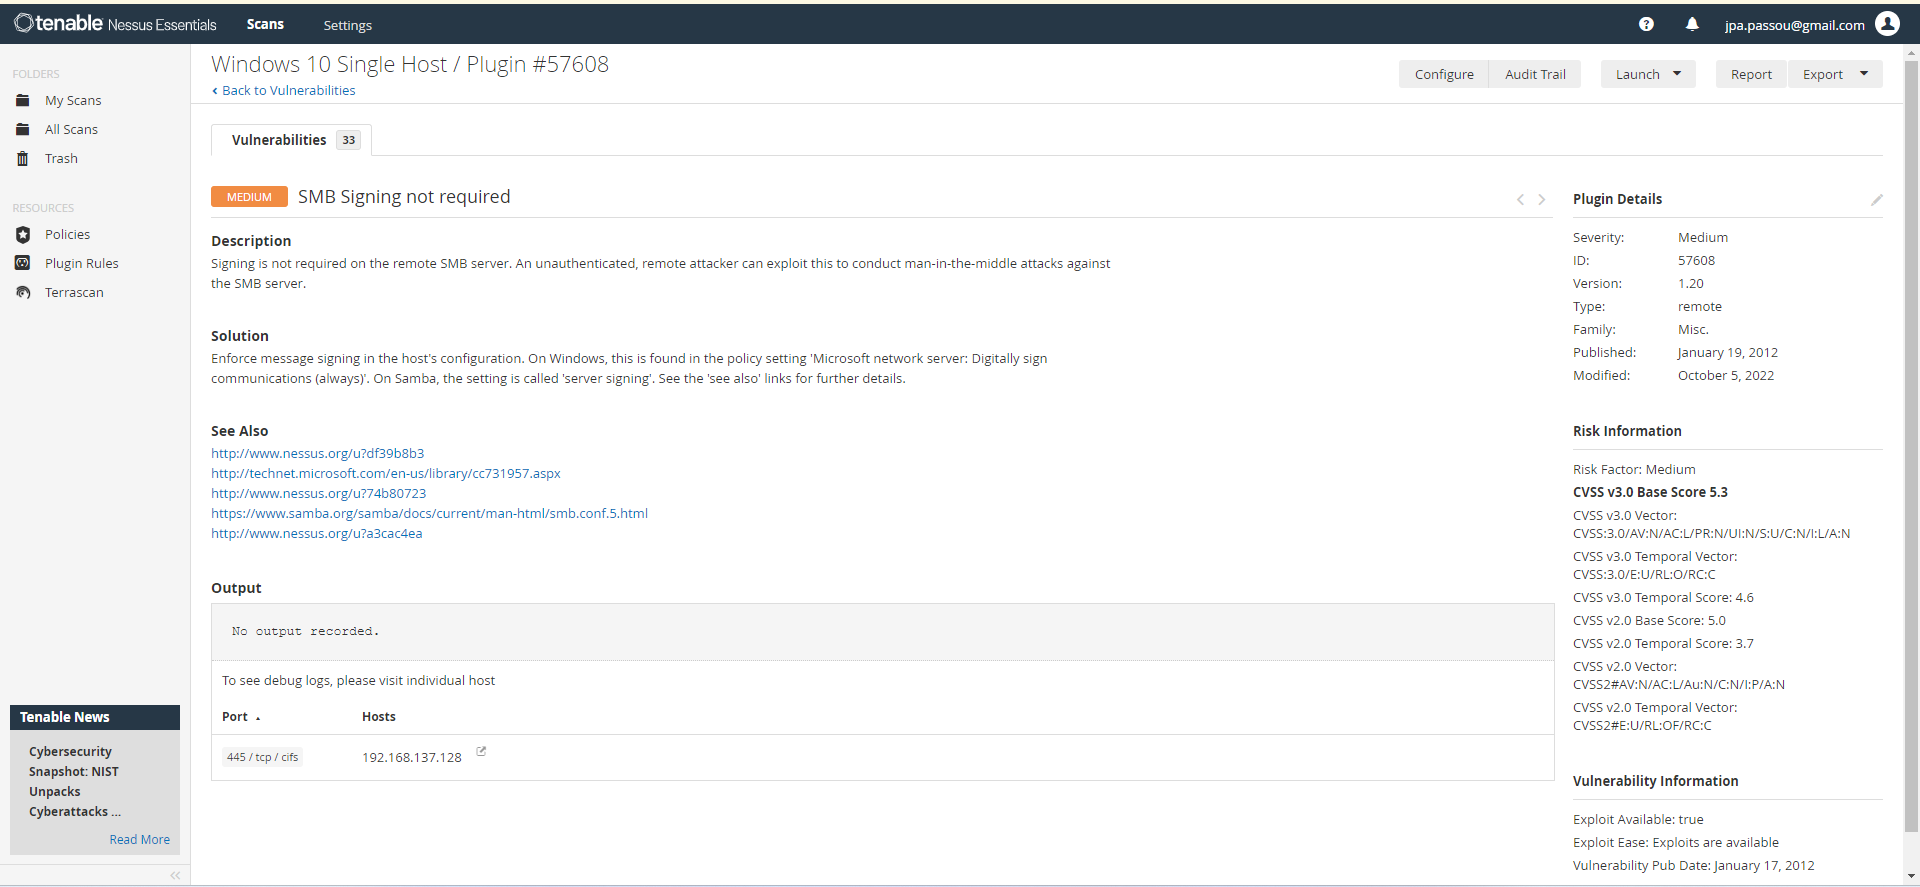 tenable Nessus Essentials Scans Settings jpa.passou@gmail.com
FOLDERS
My Scans
All Scans
Trash
RESOURCES
Policies
Plugin Rules
Terrascan
Tenable News
Cybersecurity
Snapshot: NIST
Unpacks
Cyberattacks ...
Read More
Windows 10 Single Host / Plugin #57608
Back to Vulnerabilities
Configure Audit Trail Launch Report Export
Vulnerabilities 33
MEDIUM SMB Signing not required
Description
Signing is not required on the remote SMB server. An unauthenticated, remote attacker can exploit this to conduct man-in-the-middle attacks against
the SMB server.
Solution
Enforce message signing in the host's configuration. On Windows, this is found in the policy setting 'Microsoft network server: Digitally sign
communications (always)'. On Samba, the setting is called 'server signing'. See the 'see also' links for further details.
See Also
http://www.nessus.org/u?df39b8b3
http://technet.microsoft.com/en-us/library/cc731957.aspx
http://www.nessus.org/u?74b80723
https://www.samba.org/samba/docs/current/man-html/smb.conf.5.html
http://www.nessus.org/u?a3cac4ea
Output
No output recorded.
To see debug logs, please visit individual host
Port Hosts
445 / tcp / cifs 192.168.137.128
Plugin Details
Severity: Medium
ID: 57608
Version: 1.20
Type: remote
Family: Misc.
Published: January 19, 2012
Modified: October 5, 2022
Risk Information
Risk Factor: Medium
CVSS v3.0 Base Score 5.3
CVSS v3.0 Vector:
CVSS:3.0/AV:N/AC:L/PR:N/UI:N/S:U/C:N/I:L/A:N
CVSS v3.0 Temporal Vector:
CVSS:3.0/E:U/RL:O/RC:C
CVSS v3.0 Temporal Score: 4.6
CVSS v2.0 Base Score: 5.0
CVSS v2.0 Temporal Score: 3.7
CVSS v2.0 Vector:
CVSS2#AV:N/AC:L/Au:N/C:N/I:P/A:N
CVSS v2.0 Temporal Vector:
CVSS2#E:U/RL:OF/RC:C
Vulnerability Information
Exploit Available: true
Exploit Ease: Exploits are available
Vulnerability Pub Date: January 17, 2012